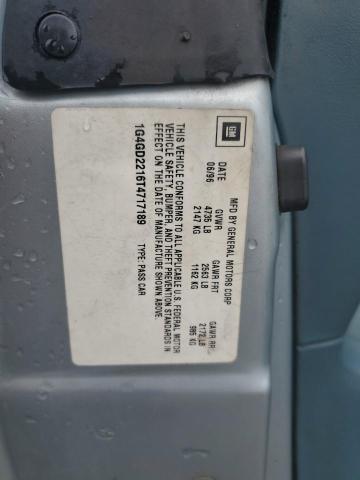 GM
MFD BY GENERAL MOTORS CORP
DATE GVWR GAWR FRT GAWR RR
06/96 4735 LB 2563 LB 2172 LB
2147 KG 1162 KG 985 KG
THIS VEHICLE CONFORMS TO ALL APPLICABLE U.S. FEDERAL MOTOR
VEHICLE SAFETY, BUMPER, AND THEFT PREVENTION STANDARDS IN
EFFECT ON THE DATE OF MANUFACTURE SHOWN ABOVE.
1G4GD2216T4717189 TYPE: PASS CAR